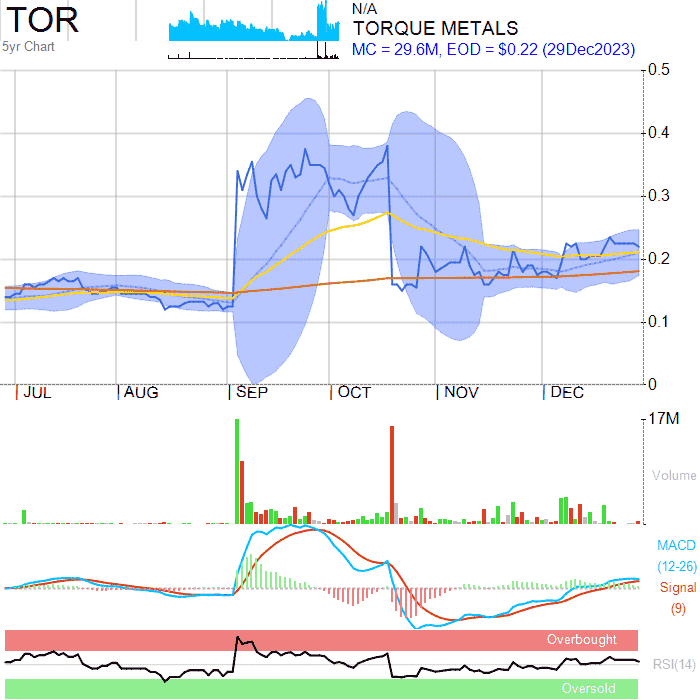 TOR
5yr Chart
N/A
TORQUE METALS
MC = 29.6M, EOD = $0.22 (29Dec2023)
0.5
0.4
0.3
0.2
0.1
0
JUL AUG SEP OCT NOV DEC
17M
Volume
MACD
(12-26)
Signal
(9)
Overbought
RSI(14)
Oversold